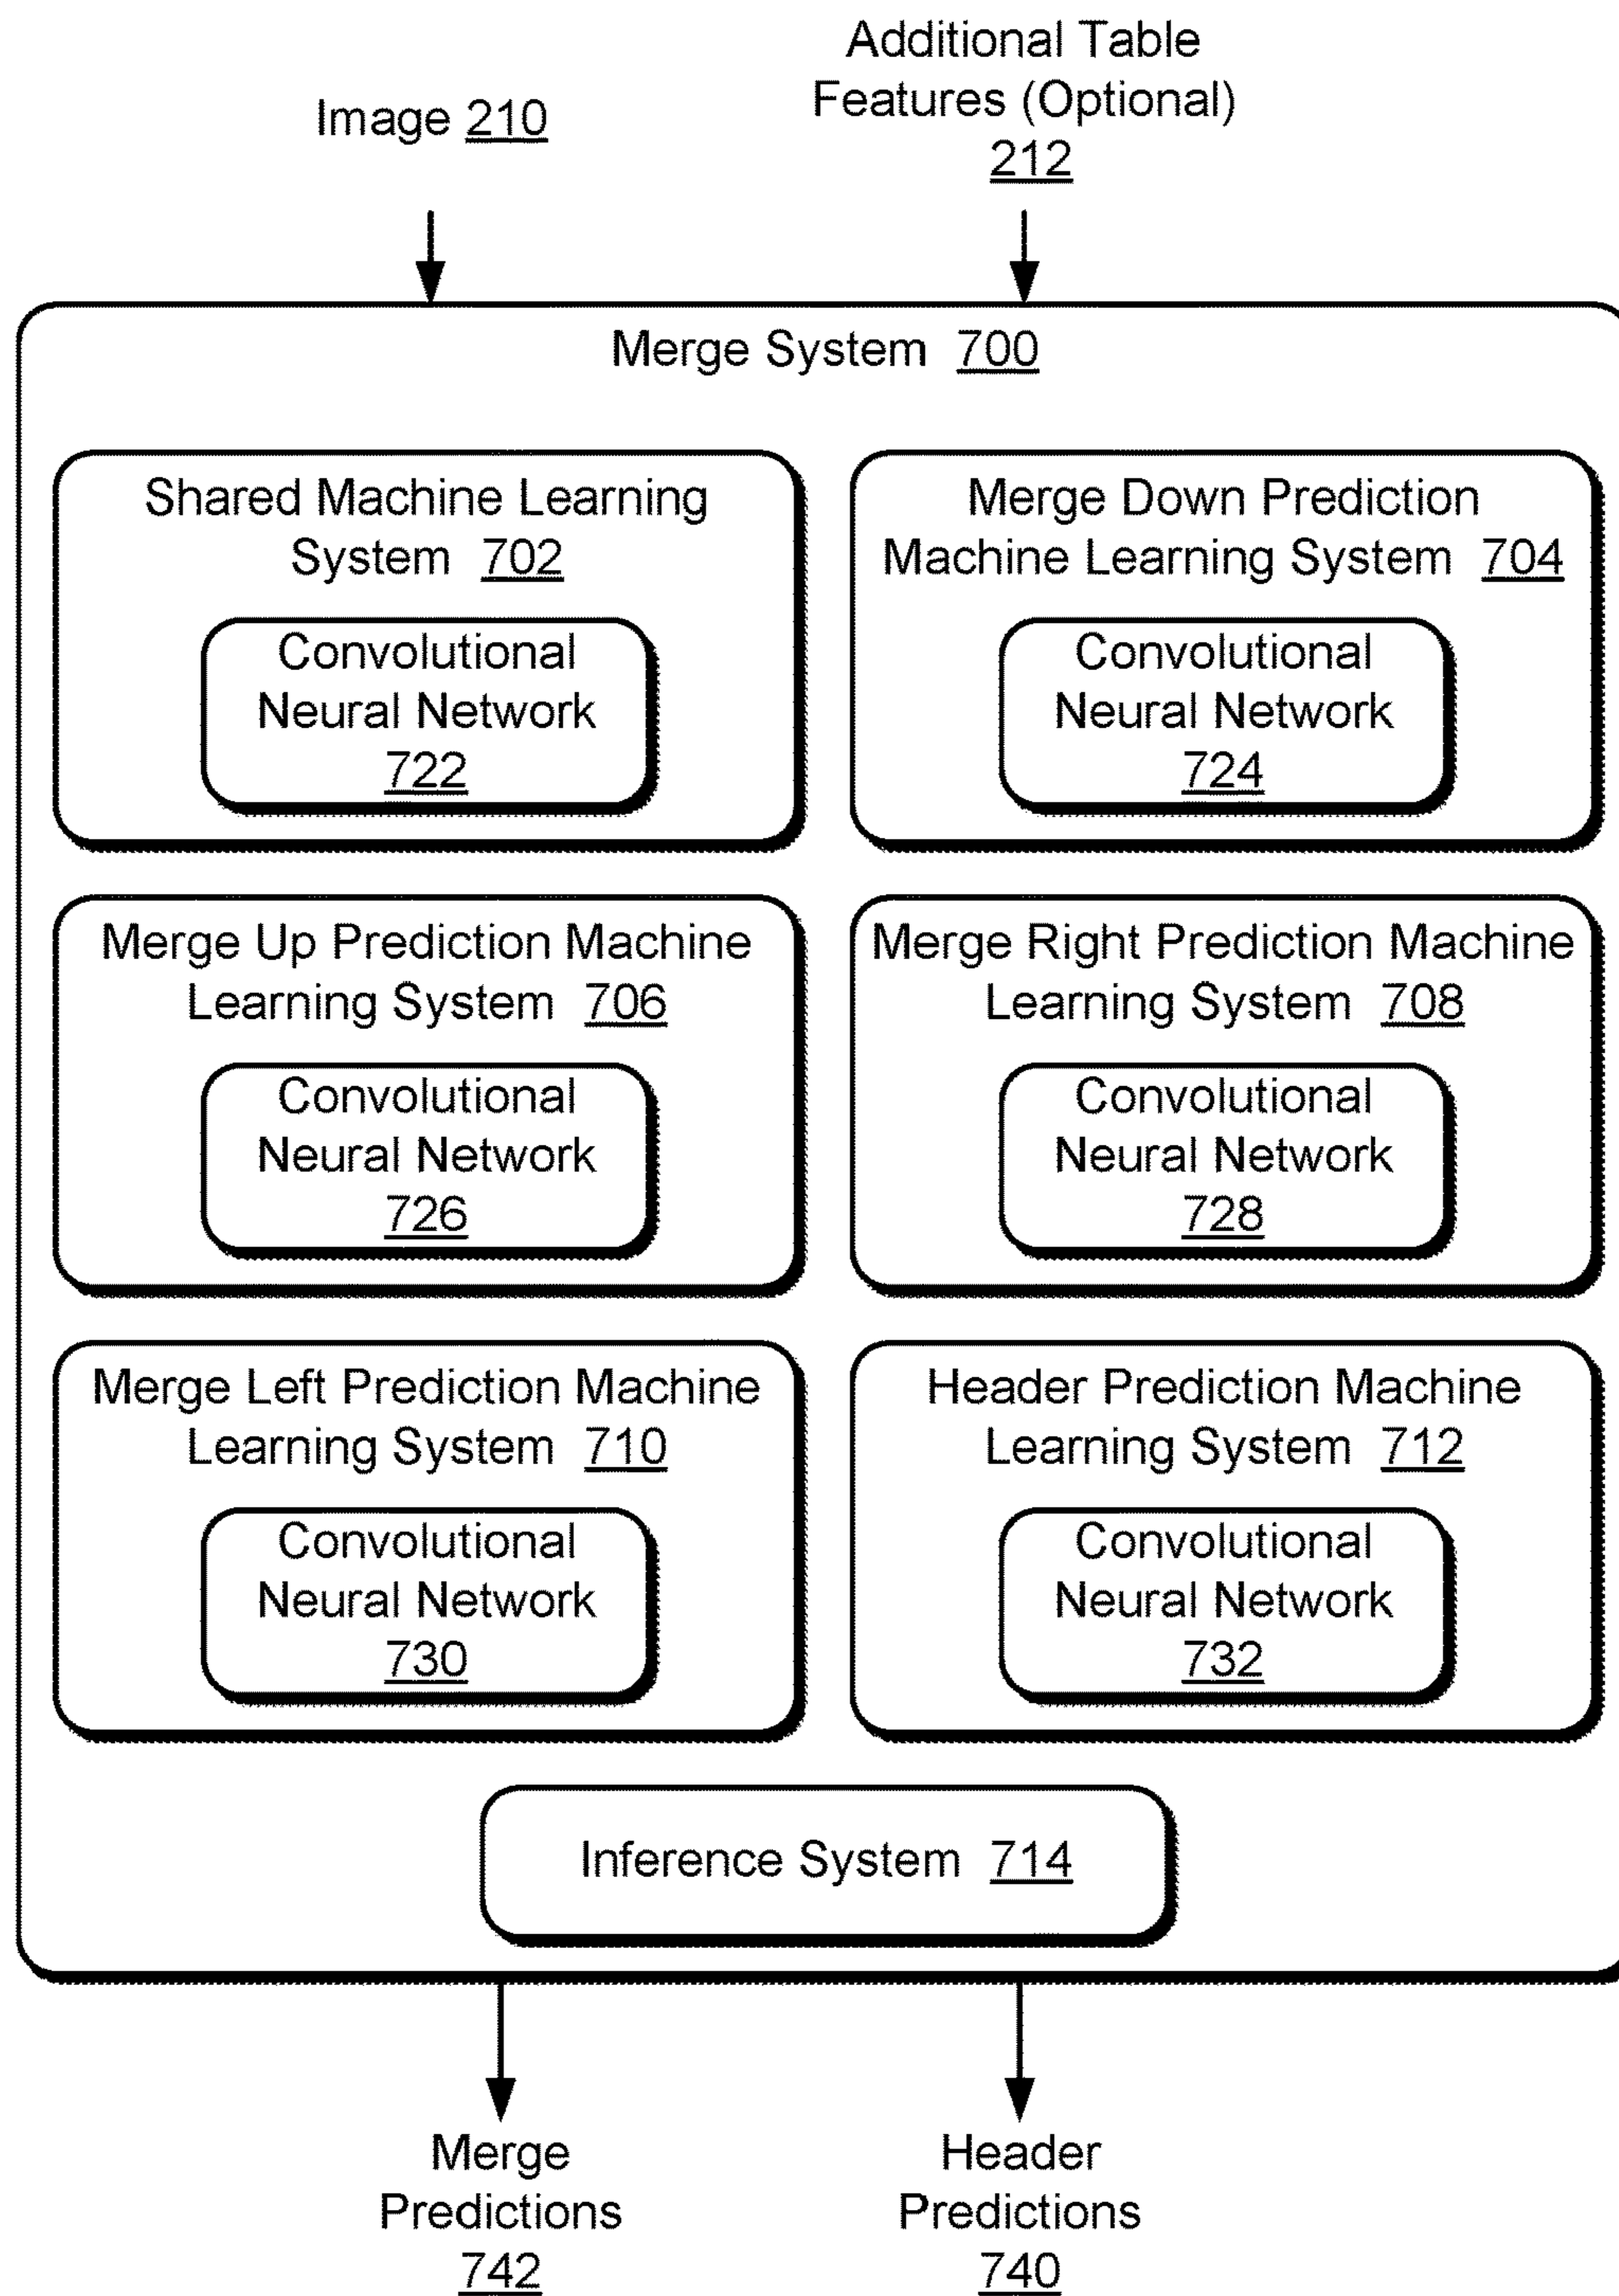 Image 210
Additional Table
Features (Optional)
212
Merge System 700
Shared Machine Learning
System 702
Convolutional
Neural Network
722
Merge Down Prediction
Machine Learning System 704
Convolutional
Neural Network
724
Merge Up Prediction Machine
Learning System 706
Convolutional
Neural Network
726
Merge Right Prediction Machine
Learning System 708
Convolutional
Neural Network
728
Merge Left Prediction Machine
Learning System 710
Convolutional
Neural Network
730
Header Prediction Machine
Learning System 712
Convolutional
Neural Network
732
Inference System 714
Merge
Predictions
742
Header
Predictions
740